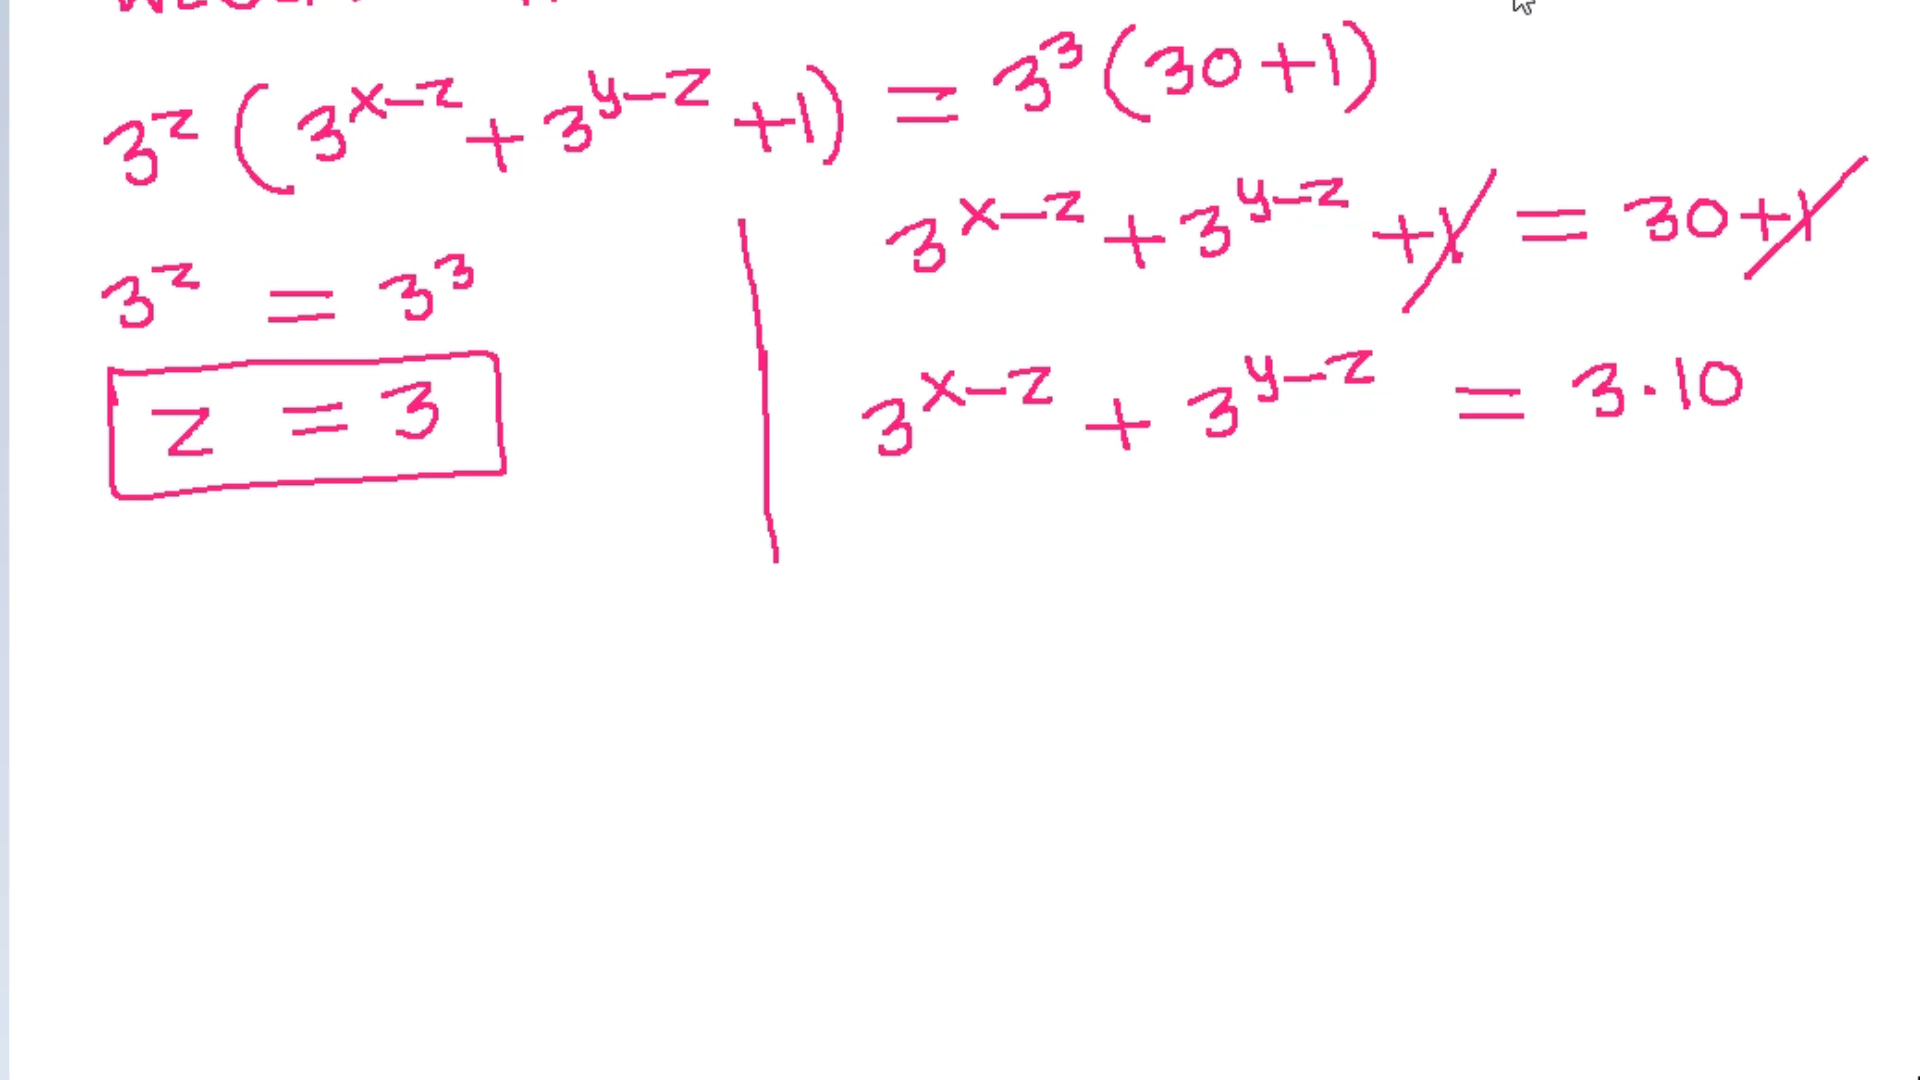 3^z (3^{x-z} + 3^{y-z} + 1) = 3^3 (30 + 1)
3^z = 3^3
z = 3
3^{x-z} + 3^{y-z} + 1 = 30 + 1
3^{x-z} + 3^{y-z} = 3·10